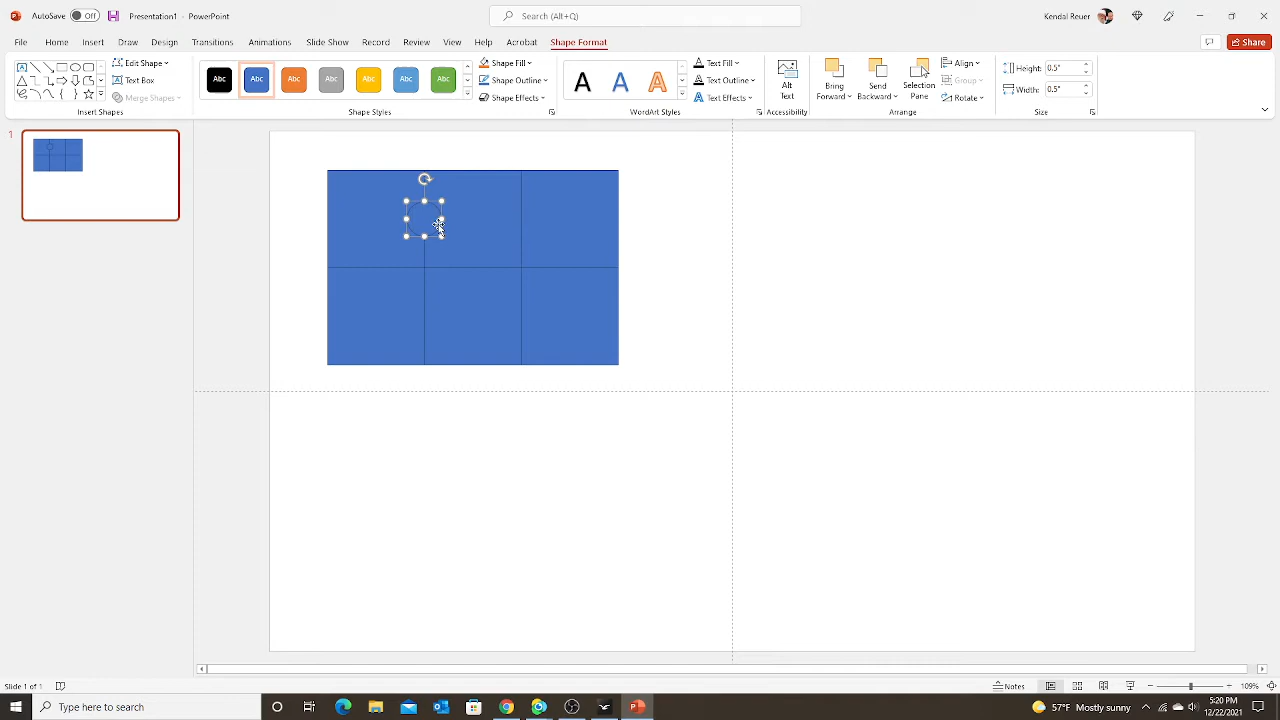 AutoSave Off Presentation1 - PowerPoint
Search (Alt+Q)
Kendal Reuer
File Home Insert Draw Design Transitions Animations Slide Show Record Review View Help Shape Format
Share
Edit Shape
Text Box
Merge Shapes
Insert Shapes
Abc Abc Abc Abc Abc Abc Abc
Shape Fill
Shape Outline
Shape Effects
Shape Styles
A A A
Text Fill
Text Outline
Text Effects
WordArt Styles
Alt Text
Accessibility
Bring Forward
Send Backward
Selection Pane
Align
Group
Rotate
Arrange
Height: 0.5"
Width: 0.5"
Size
1
Slide 1 of 1
Notes
109%
Type here to search
57°F Mostly sunny
5:20 PM
12/22/2021